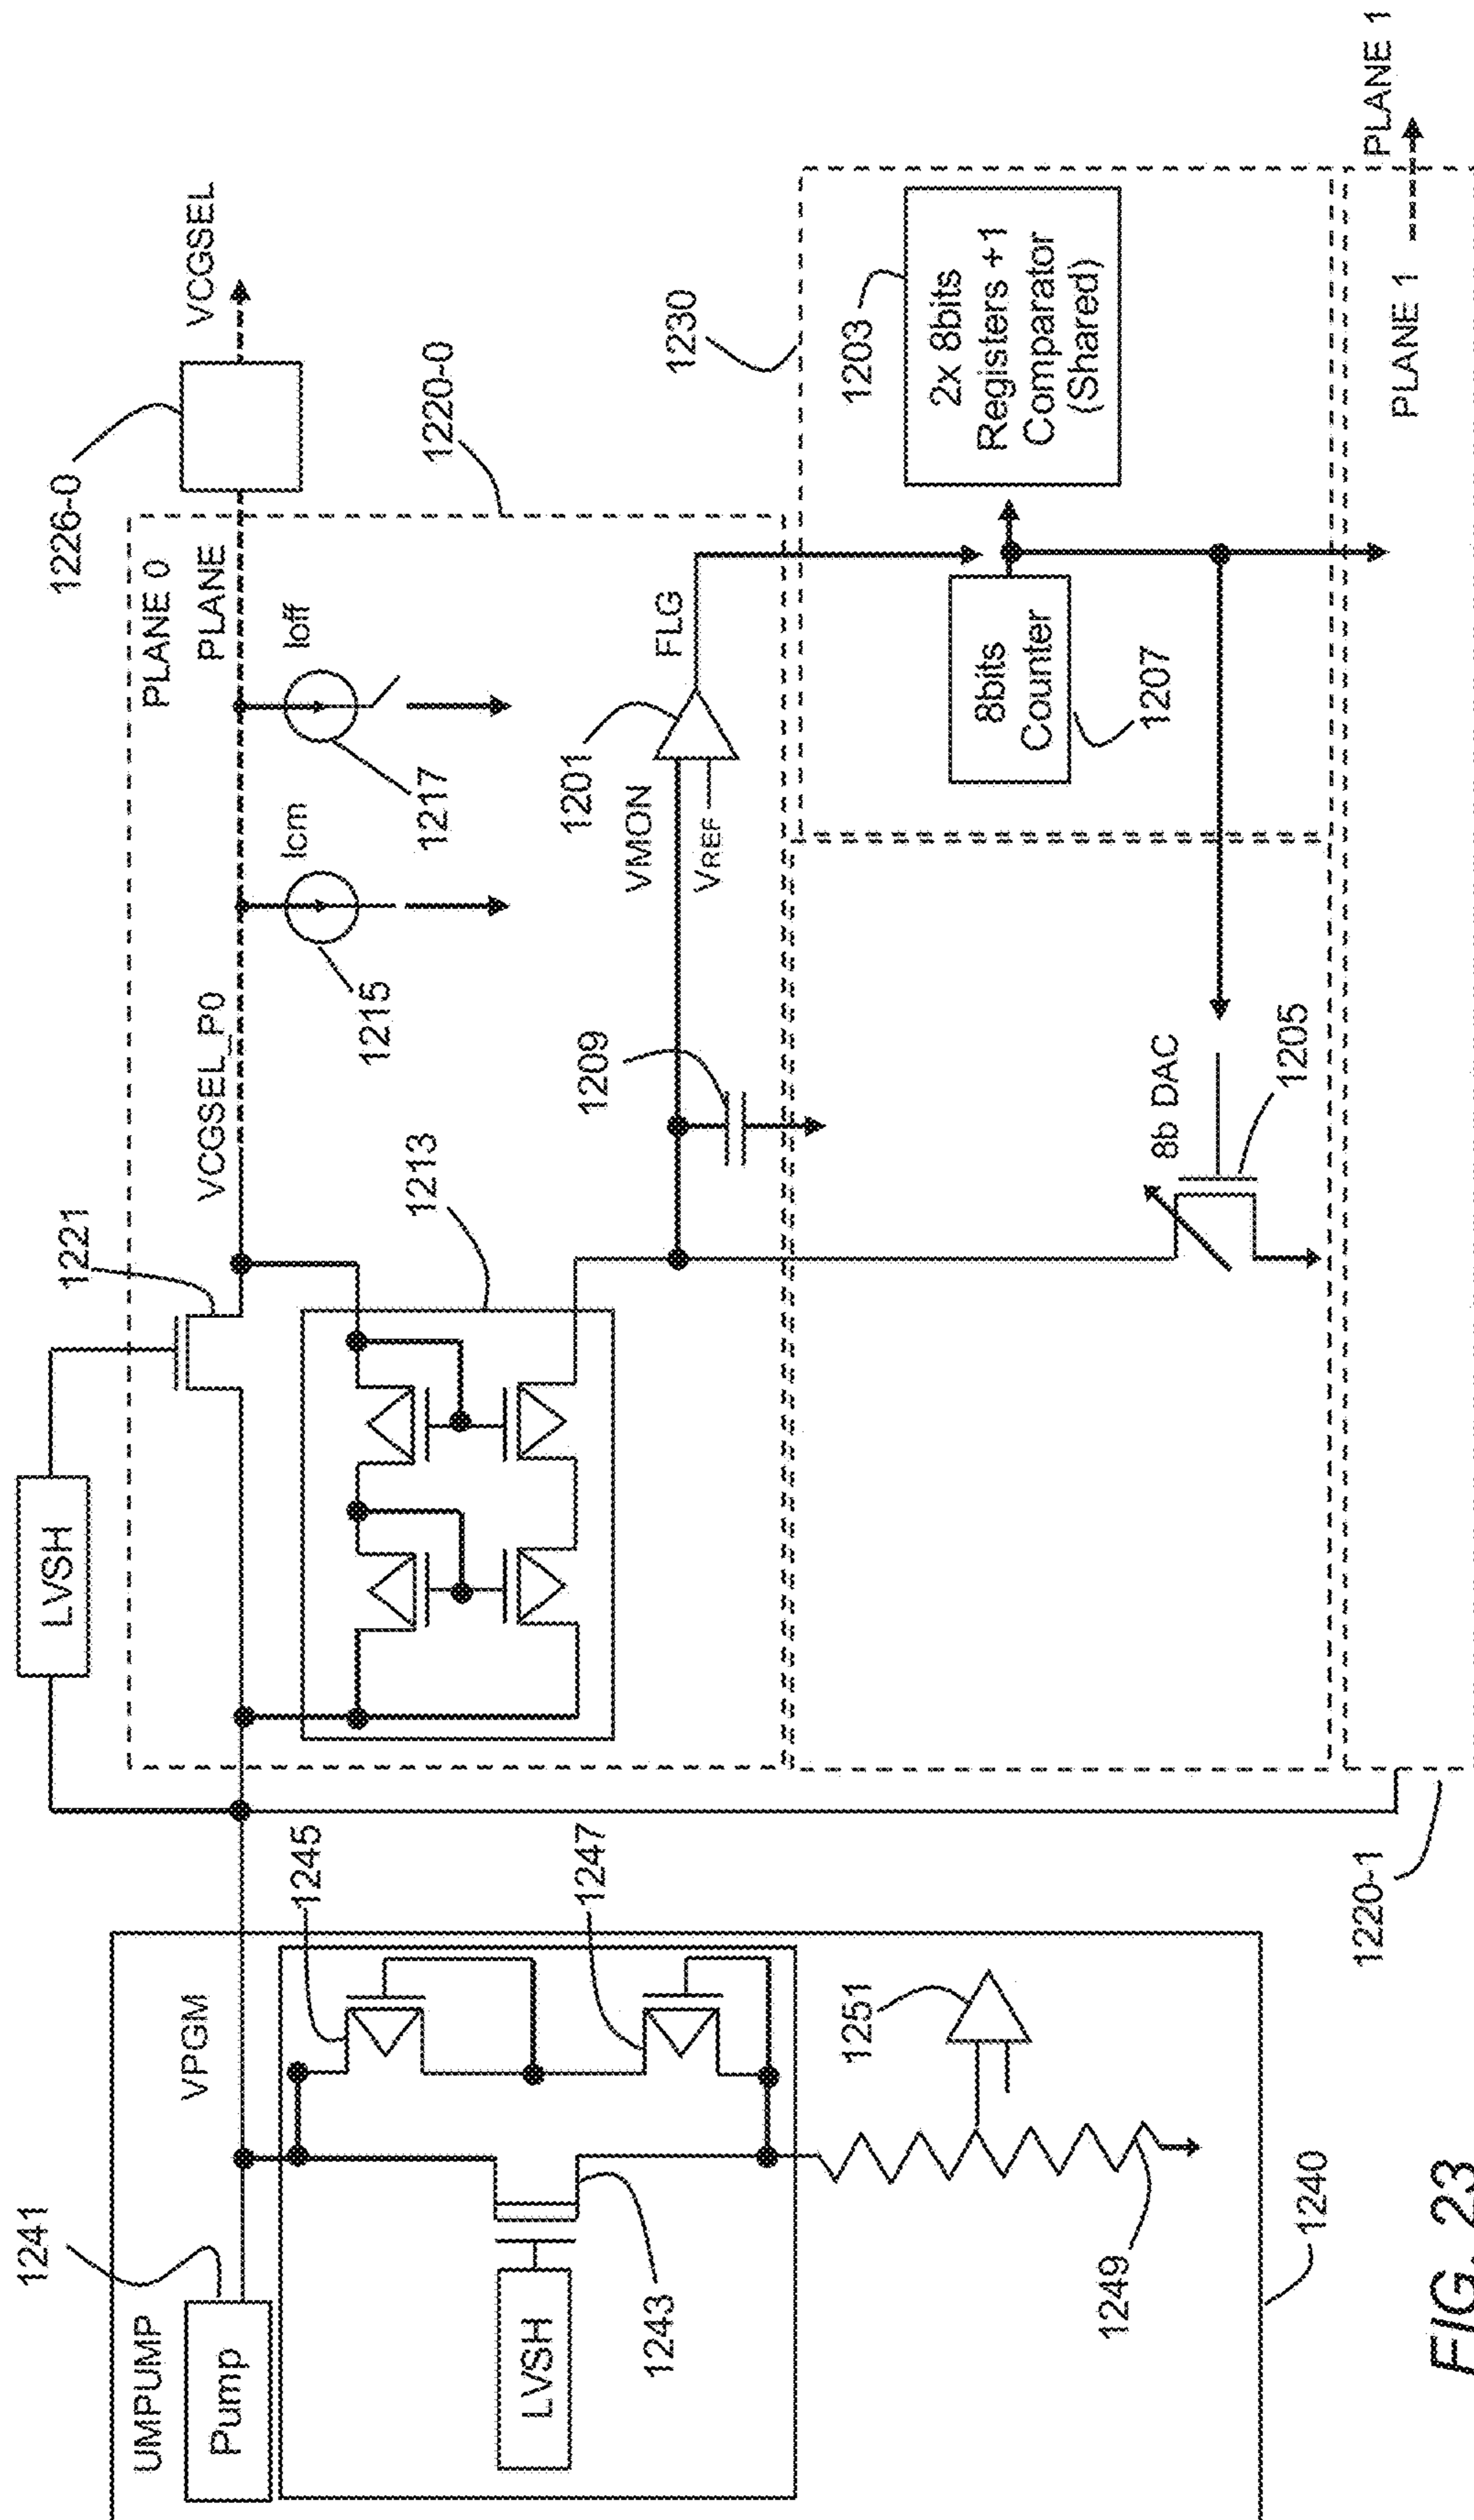 1241
UMPUMP
Pump
VPGM
LVSH
1243
1245
1247
1249
1251
1240
LVSH
1221
VCGSEL_P0
PLANE 0
PLANE
1226-0
VCGSEL
1213
Icm
1215
Ioff
1217
1220-0
1209
VMON
VREF
1201
FLG
1230
1203
2x 8bits
Registers +1
Comparator
(Shared)
8bits
Counter
1207
8b DAC
1205
PLANE 1
PLANE 1
1220-1
FIG. 23